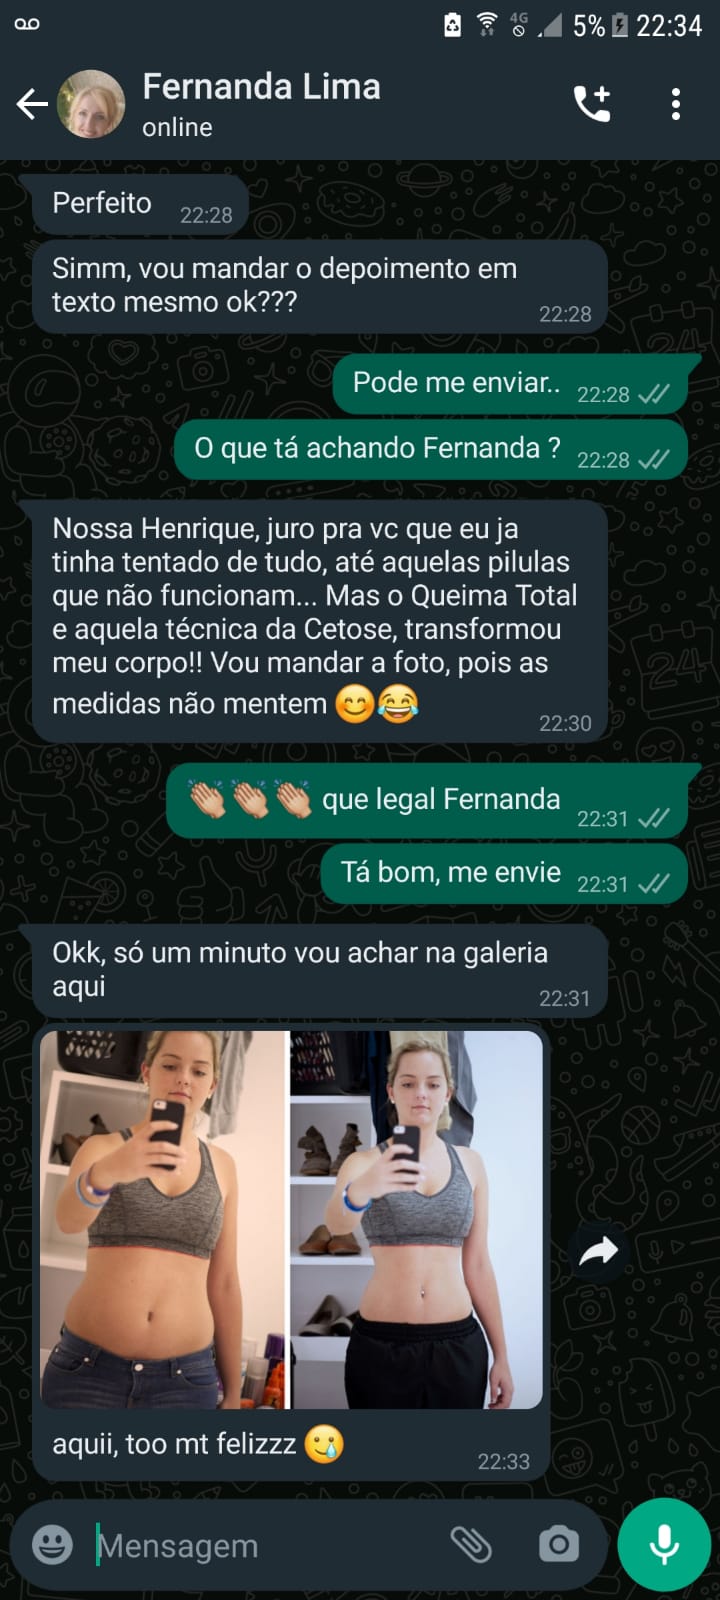 4G 5% 22:34
Fernanda Lima
online
Perfeito 22:28
Simm, vou mandar o depoimento em
texto mesmo ok???
22:28
Pode me enviar.. 22:28
O que tá achando Fernanda ? 22:28
Nossa Henrique, juro pra vc que eu ja
tinha tentado de tudo, até aquelas pilulas
que não funcionam... Mas o Queima Total
e aquela técnica da Cetose, transformou
meu corpo!! Vou mandar a foto, pois as
medidas não mentem 😊😂
22:30
👏🏼👏🏼👏🏼 que legal Fernanda 22:31
Tá bom, me envie 22:31
Okk, só um minuto vou achar na galeria
aqui
22:31
aquii, too mt felizzz 🥲
22:33
Mensagem